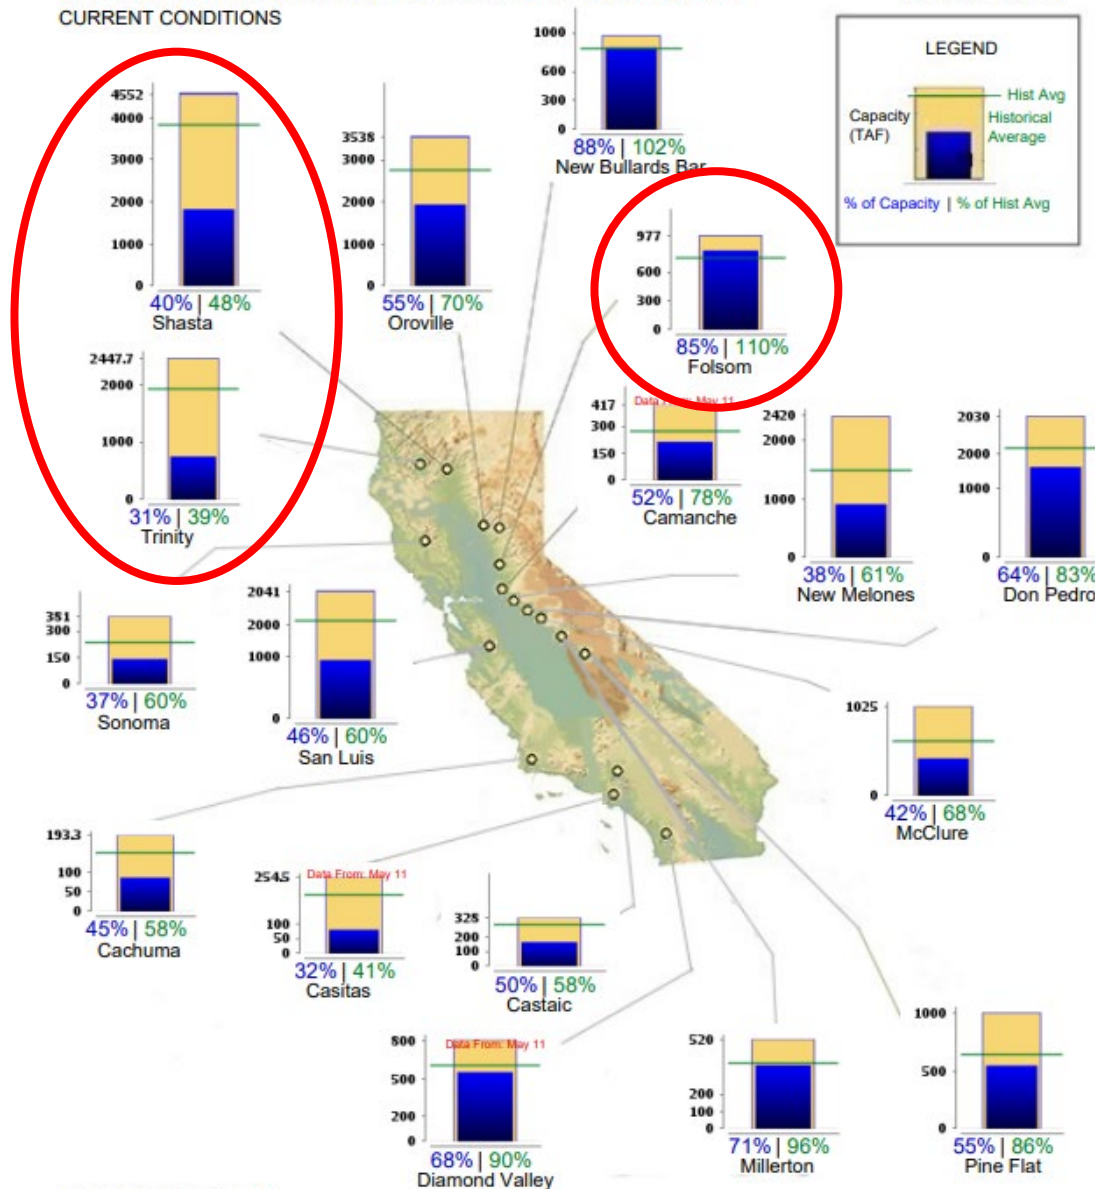 CURRENT CONDITIONS
4552
4000
3000
2000
1000
0
40% | 48%
Shasta
3538
3000
2000
1000
0
55% | 70%
Oroville
1000
600
300
0
88% | 102%
New Bullards Bar
LEGEND
Capacity
(TAF)
Hist Avg
Historical
Average
% of Capacity | % of Hist Avg
977
600
300
0
85% | 110%
Folsom
2447.7
2000
1000
0
31% | 39%
Trinity
Data From: May 11
417
300
150
0
52% | 78%
Camanche
2420
2000
1000
0
38% | 61%
New Melones
2030
2000
1000
0
64% | 83%
Don Pedro
351
300
150
0
37% | 60%
Sonoma
2041
2000
1000
0
46% | 60%
San Luis
1025
0
42% | 68%
McClure
193.3
100
50
0
45% | 58%
Cachuma
Data From: May 11
254.5
100
50
0
32% | 41%
Casitas
325
200
100
0
50% | 58%
Castaic
Data From: May 11
800
500
200
0
68% | 90%
Diamond Valley
520
200
100
0
71% | 96%
Millerton
1000
500
0
55% | 86%
Pine Flat